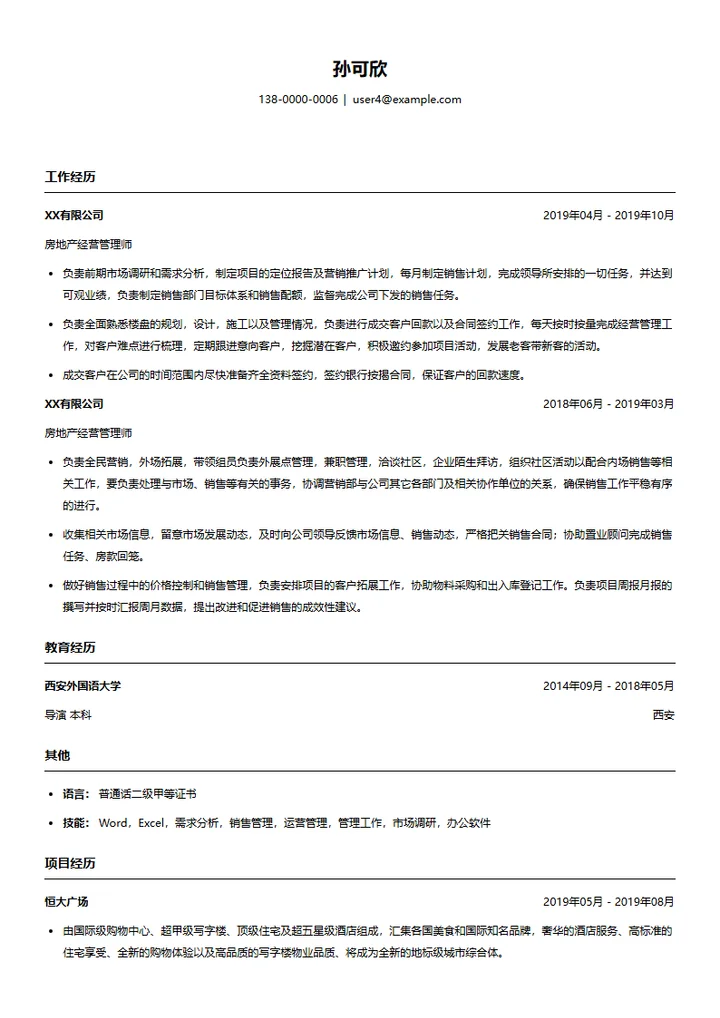 孙可欣
138-0000-0006 | user4@example.com
工作经历
XX有限公司 2019年04月 - 2019年10月
房地产经营管理师
• 负责前期市场调研和需求分析，制定项目的定位报告及营销推广计划，每月制定销售计划，完成领导所安排的一切任务，并达到
可观业绩，负责制定销售部门目标体系和销售配额，监督完成公司下发的销售任务。
• 负责全面熟悉楼盘的规划，设计，施工以及管理情况，负责进行成交客户回款以及合同签约工作，每天按时按量完成经营管理工
作，对客户难点进行梳理，定期跟进意向客户，挖掘潜在客户，积极邀约参加项目活动，发展老客带新客的活动。
• 成交客户在公司的时间范围内尽快准备齐全资料签约，签约银行按揭合同，保证客户的回款速度。
XX有限公司 2018年06月 - 2019年03月
房地产经营管理师
• 负责全民营销，外场拓展，带领组员负责外展点管理，兼职管理，洽谈社区，企业陌生拜访，组织社区活动以配合内场销售等相
关工作，要负责处理与市场、销售等有关的事务，协调营销部与公司其它各部门及相关协作单位的关系，确保销售工作平稳有序
的进行。
• 收集相关市场信息，留意市场发展动态，及时向公司领导反馈市场信息、销售动态，严格把关销售合同；协助置业顾问完成销售
任务、房款回笼。
• 做好销售过程中的价格控制和销售管理，负责安排项目的客户拓展工作，协助物料采购和出入库登记工作。负责项目周报月报的
撰写并按时汇报周月数据，提出改进和促进销售的成效性建议。
教育经历
西安外国语大学 2014年09月 - 2018年05月
导演 本科 西安
其他
• 语言： 普通话二级甲等证书
• 技能： Word，Excel，需求分析，销售管理，运营管理，管理工作，市场调研，办公软件
项目经历
恒大广场 2019年05月 - 2019年08月
• 由国际级购物中心、超甲级写字楼、顶级住宅及超五星级酒店组成，汇集各国美食和国际知名品牌，奢华的酒店服务、高标准的
住宅享受、全新的购物体验以及高品质的写字楼物业品质、将成为全新的地标级城市综合体。